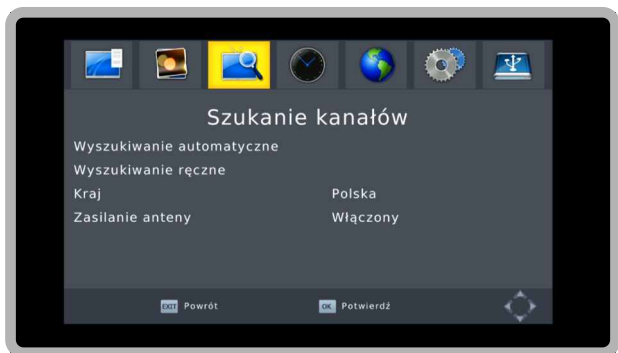 Szukanie kanałów
Wyszukiwanie automatyczne
Wyszukiwanie ręczne
Kraj Polska
Zasilanie anteny Włączony
EXIT Powrót OK Potwierdź